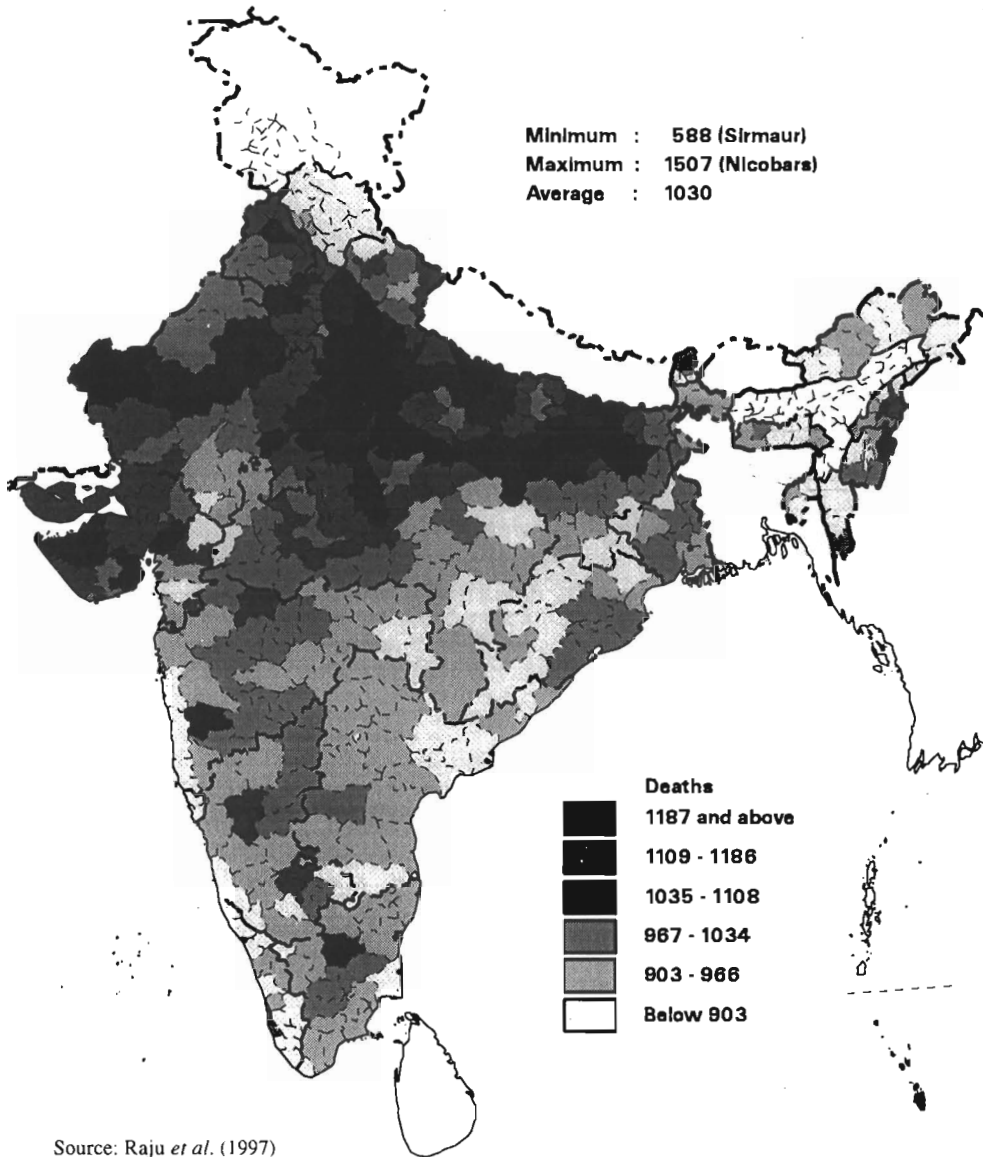 Minimum : 588 (Sirmaur)
Maximum : 1507 (Nicobars)
Average : 1030
Deaths
1187 and above
1109 - 1186
1035 - 1108
967 - 1034
903 - 966
Below 903
Source: Raju et al. (1997)